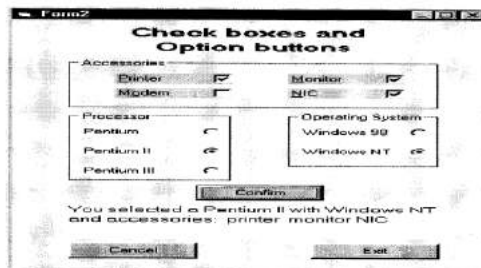 Form2
Check boxes and
Option buttons
Accessories
Printer Monitor
Modem NIC
Processor Operating System
Pentium Windows 98
Pentium II Windows NT
Pentium III
Confirm
You selected a Pentium II with Windows NT
and accessories: printer monitor NIC
Cancel Exit